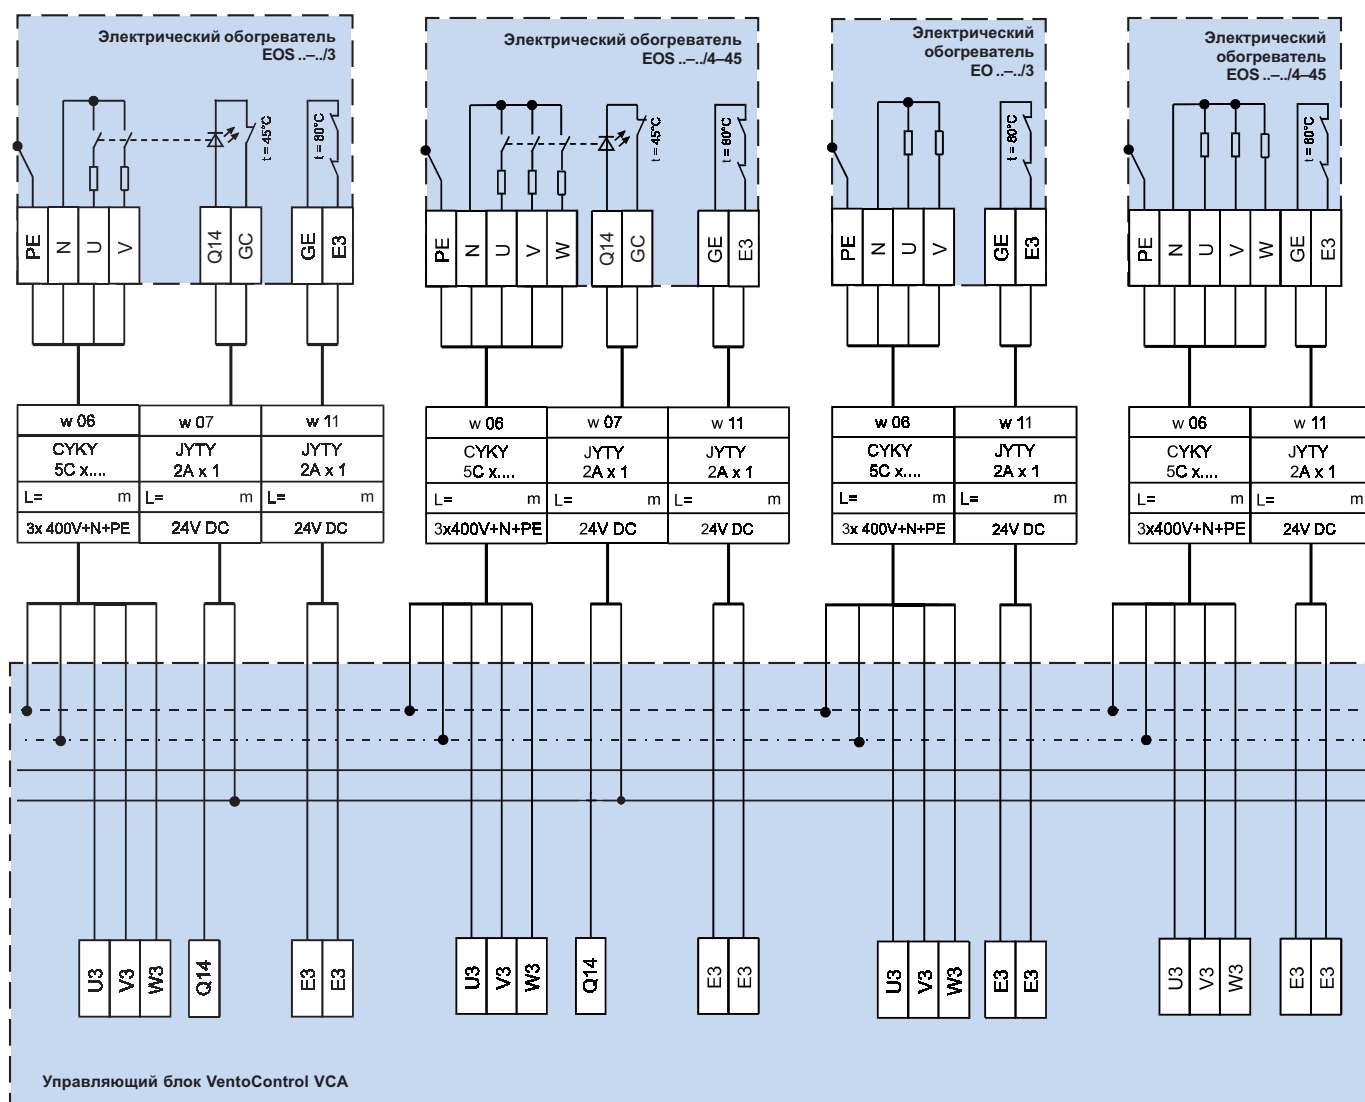 Электрический обогреватель
EOS ..–../3
t = 45°C
t = 80°C
PE N U V Q14 GC GE E3
Электрический обогреватель
EOS ..–../4–45
t = 45°C
t = 80°C
PE N U V W Q14 GC GE E3
Электрический
обогреватель
EO ..–../3
t = 80°C
PE N U V GE E3
Электрический
обогреватель
EOS ..–../4–45
t = 80°C
PE N U V W GE E3
w 06 w 07 w 11
CYKY JYTY JYTY
5C x.... 2A x 1 2A x 1
L= m L= m L= m
3x 400V+N+PE 24V DC 24V DC
w 06 w 07 w 11
CYKY JYTY JYTY
5C x.... 2A x 1 2A x 1
L= m L= m L= m
3x400V+N+PE 24V DC 24V DC
w 06 w 11
CYKY JYTY
5C x.... 2A x 1
L= m L= m
3x 400V+N+PE 24V DC
w 06 w 11
CYKY JYTY
5C x.... 2A x 1
L= m L= m
3x400V+N+PE 24V DC
U3 V3 W3 Q14 E3 E3
U3 V3 W3 Q14 E3 E3
U3 V3 W3 E3 E3
U3 V3 W3 E3 E3
Управляющий блок VentoControl VCA